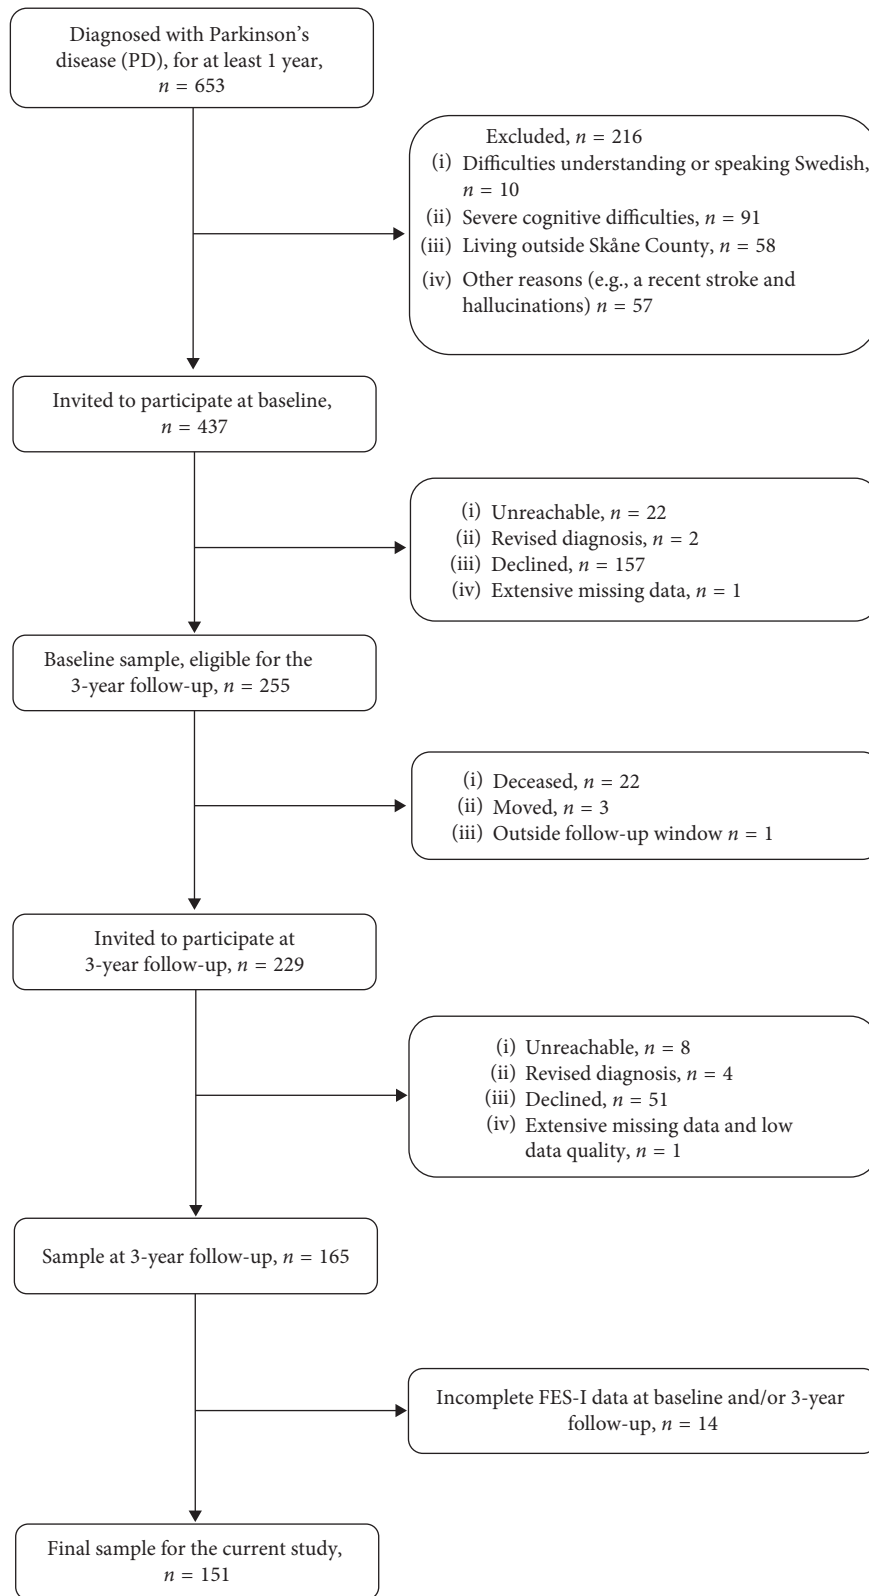 Diagnosed with Parkinson's
disease (PD), for at least 1 year,
n = 653
Excluded, n = 216
(i) Difficulties understanding or speaking Swedish,
n = 10
(ii) Severe cognitive difficulties, n = 91
(iii) Living outside Skåne County, n = 58
(iv) Other reasons (e.g., a recent stroke and
hallucinations) n = 57
Invited to participate at baseline,
n = 437
(i) Unreachable, n = 22
(ii) Revised diagnosis, n = 2
(iii) Declined, n = 157
(iv) Extensive missing data, n = 1
Baseline sample, eligible for the
3-year follow-up, n = 255
(i) Deceased, n = 22
(ii) Moved, n = 3
(iii) Outside follow-up window n = 1
Invited to participate at
3-year follow-up, n = 229
(i) Unreachable, n = 8
(ii) Revised diagnosis, n = 4
(iii) Declined, n = 51
(iv) Extensive missing data and low
data quality, n = 1
Sample at 3-year follow-up, n = 165
Incomplete FES-I data at baseline and/or 3-year
follow-up, n = 14
Final sample for the current study,
n = 151